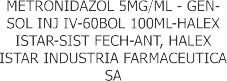 METRONIDAZOL 5MG/ML - GEN-
SOL INJ IV-60BOL 100ML-HALEX
ISTAR-SIST FECH-ANT, HALEX
ISTAR INDUSTRIA FARMACEUTICA
SA